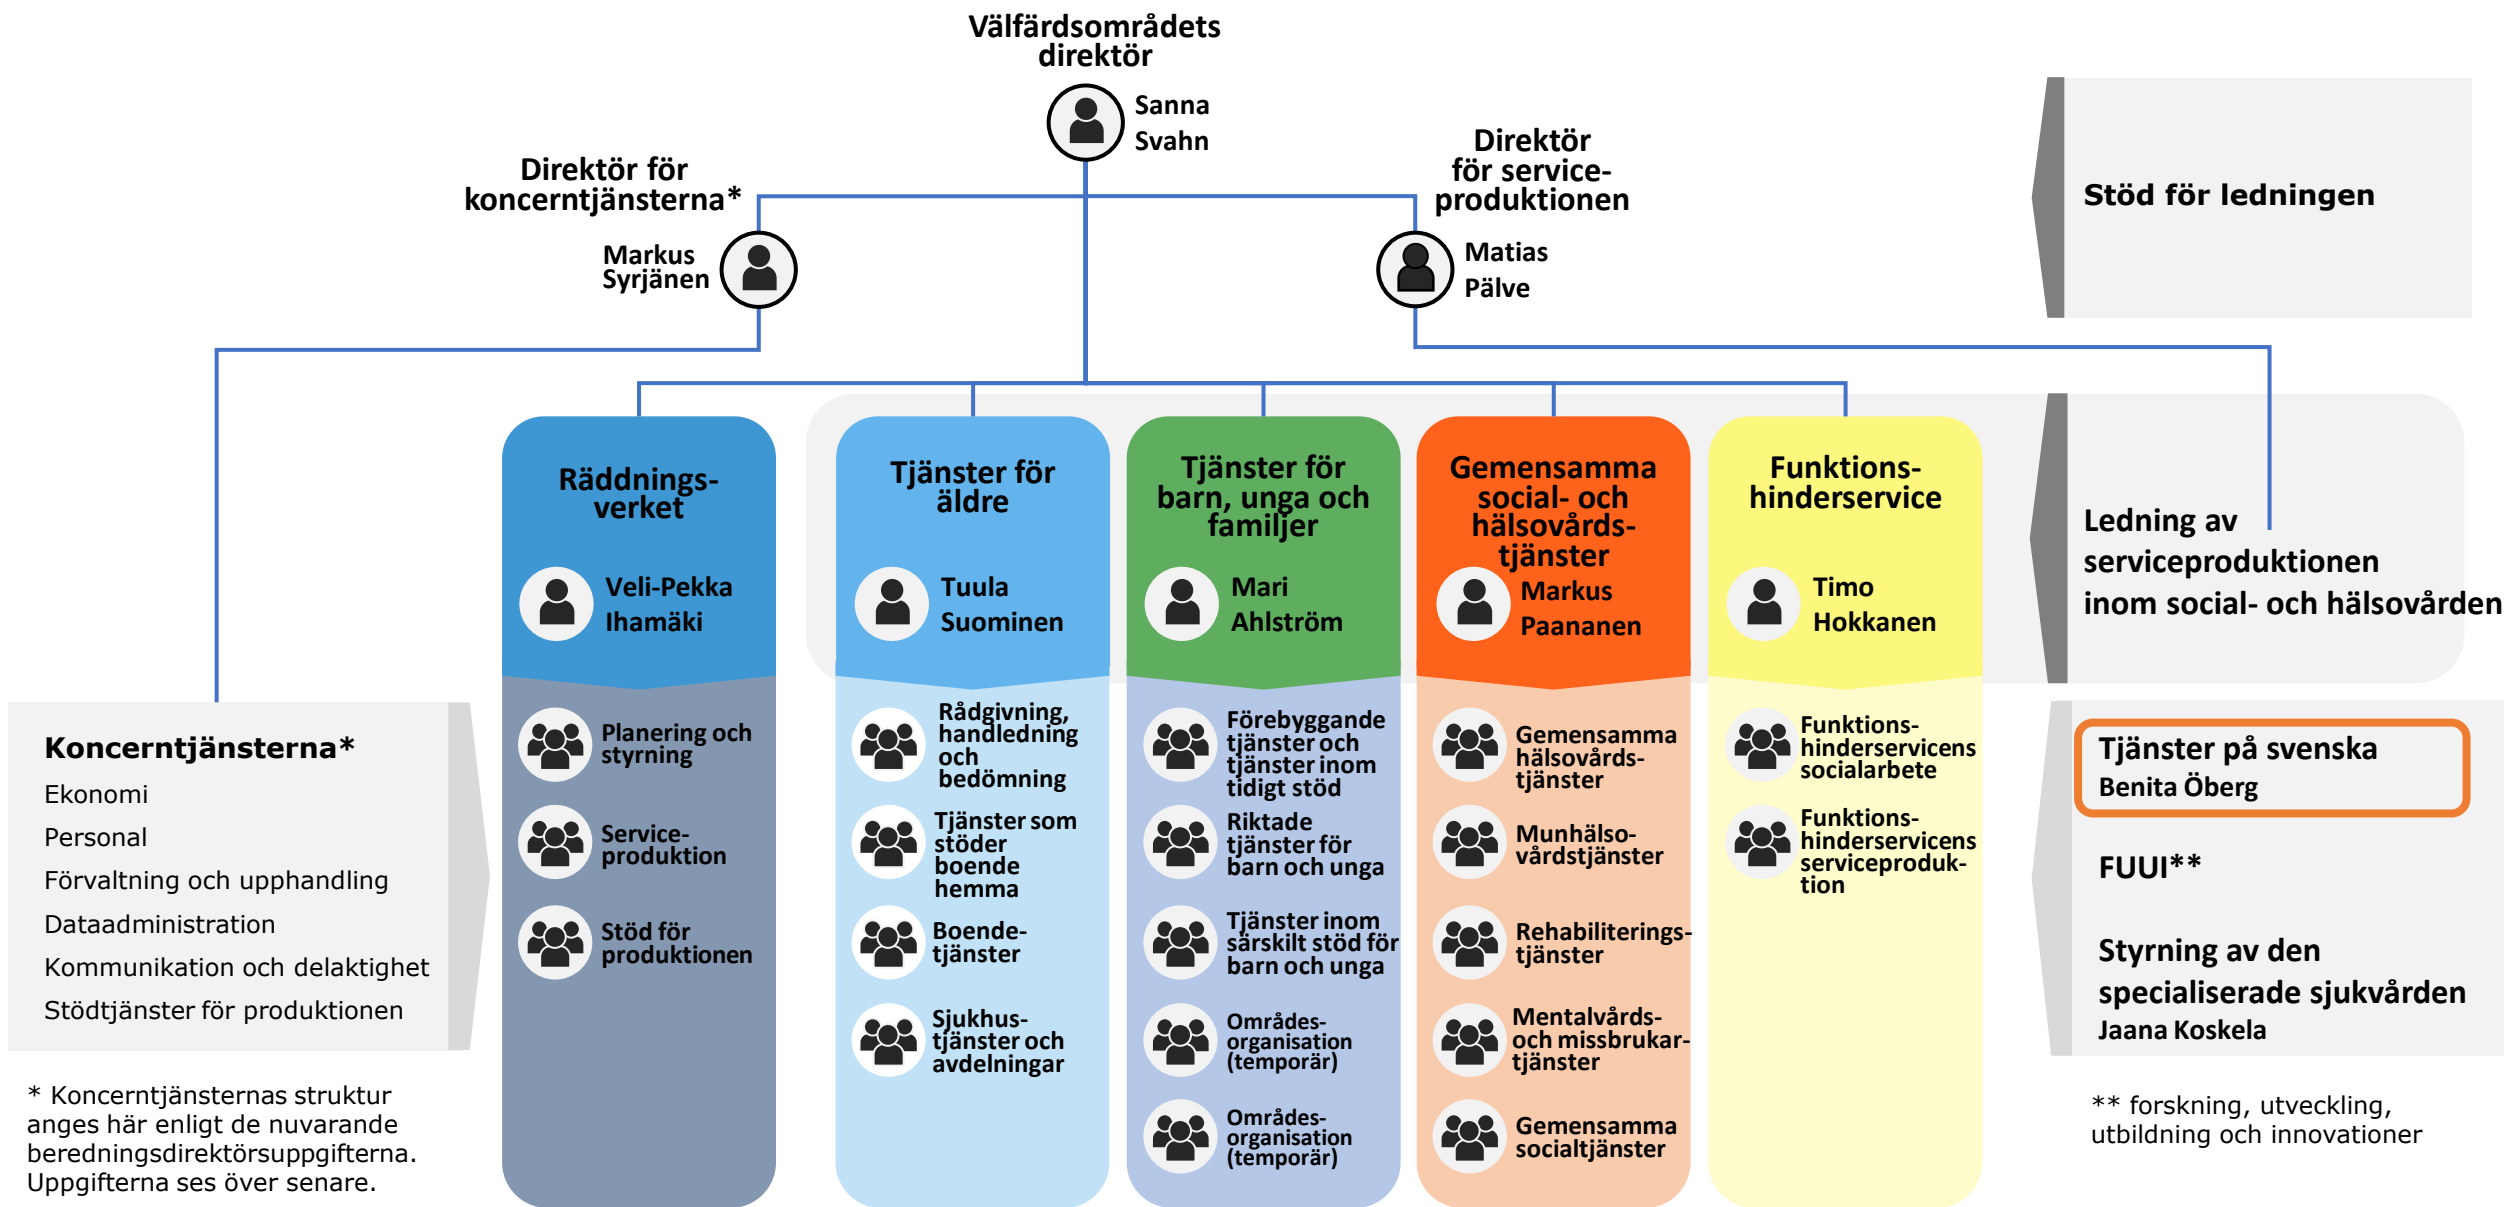 Välfärdsområdets
direktör
Sanna
Svahn
Direktör för
koncerntjänsterna*
Markus
Syrjänen
Direktör
för service-
produktionen
Matias
Pälve
Stöd för ledningen
Räddnings-
verket
Veli-Pekka
Ihamäki
Planering och
styrning
Service-
produktion
Stöd för
produktionen
Tjänster för
äldre
Tuula
Suominen
Rådgivning,
handledning
och
bedömning
Tjänster som
stöder
boende
hemma
Boende-
tjänster
Sjukhus-
tjänster och
avdelningar
Tjänster för
barn, unga och
familjer
Mari
Ahlström
Förebyggande
tjänster och
tjänster inom
tidigt stöd
Riktade
tjänster för
barn och unga
Tjänster inom
särskilt stöd för
barn och unga
Områdes-
organisation
(temporär)
Områdes-
organisation
(temporär)
Gemensamma
social- och
hälsovårds-
tjänster
Markus
Paananen
Gemensamma
hälsovårds-
tjänster
Munhälso-
vårdstjänster
Rehabiliterings-
tjänster
Mentalvårds-
och missbrukar-
tjänster
Gemensamma
socialtjänster
Funktions-
hinderservice
Timo
Hokkanen
Funktions-
hinderservicens
socialarbete
Funktions-
hinderservicens
serviceproduk-
tion
Ledning av
serviceproduktionen
inom social- och hälsovården
Koncerntjänsterna*
Ekonomi
Personal
Förvaltning och upphandling
Dataadministration
Kommunikation och delaktighet
Stödtjänster för produktionen
* Koncerntjänsternas struktur
anges här enligt de nuvarande
beredningsdirektörsuppgifterna.
Uppgifterna ses över senare.
Tjänster på svenska
Benita Öberg
FUUI**
Styrning av den
specialiserade sjukvården
Jaana Koskela
** forskning, utveckling,
utbildning och innovationer